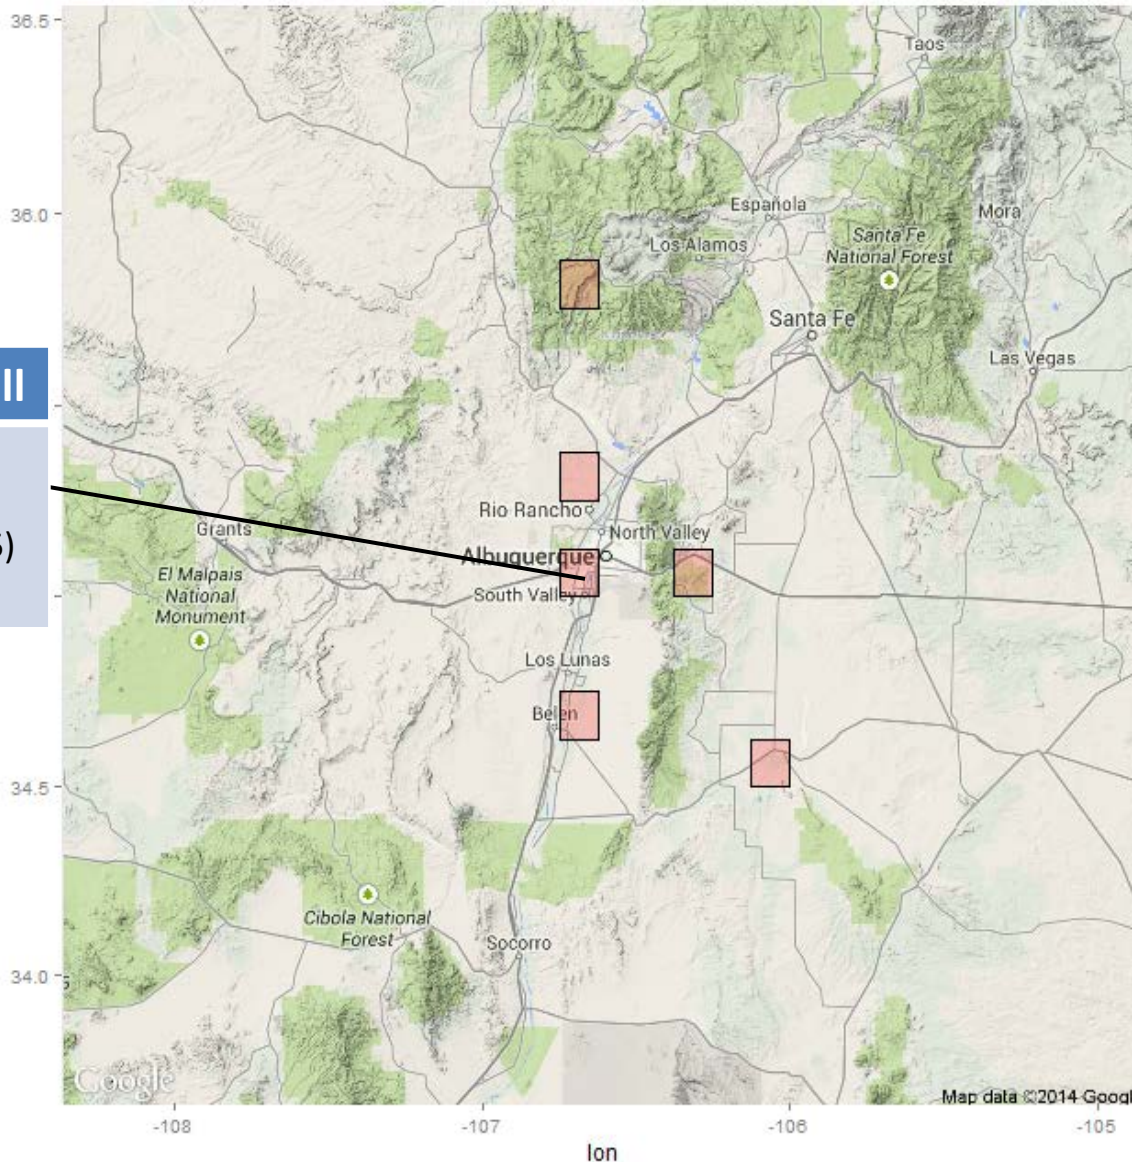 36.5
Taos
36.0
Española
Mora
Los Alamos
Santa Fe
National Forest
Santa Fe
Las Vegas
Rio Rancho
North Valley
Grants
Albuquerque
El Malpais
National
Monument
South Valley
Los Lunas
Belen
34.5
Cibola National
Forest
Socorro
34.0
Google
Map data ©2014 Googl
-108
-107
-106
-105
lon